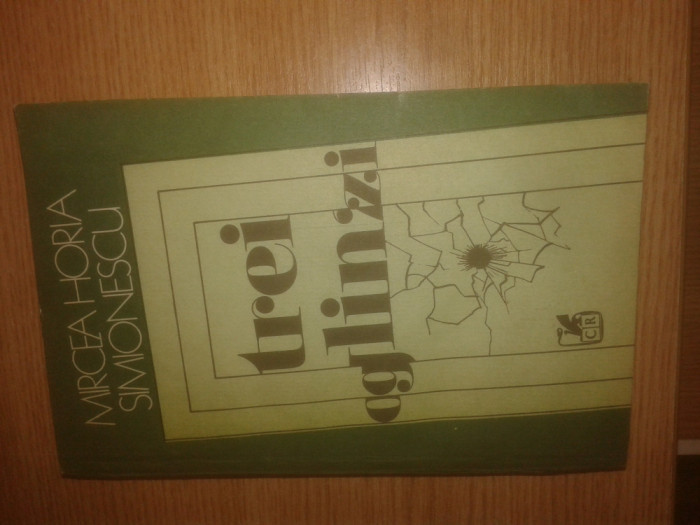 MIRCEA HORIA
SIMIONESCU
trei
oglinzi
CR